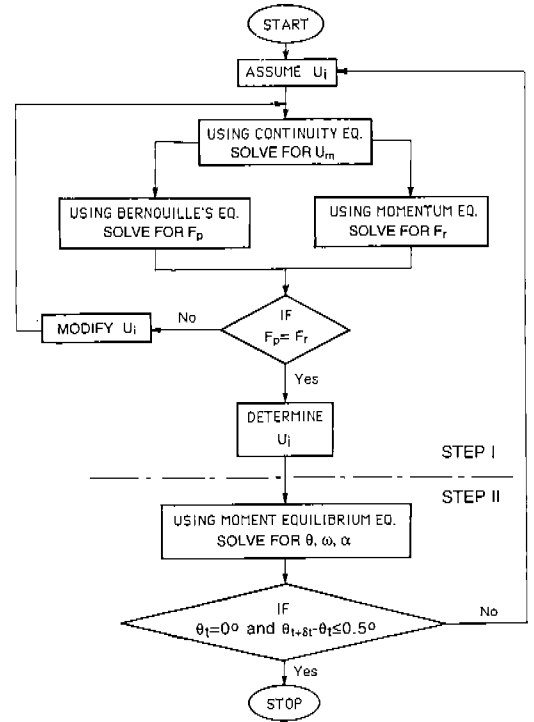 START
ASSUME Ui
USING CONTINUITY EQ.
SOLVE FOR Um
USING BERNOUILLE'S EQ.
SOLVE FOR Fp
USING MOMENTUM EQ.
SOLVE FOR Fr
IF
Fp= Fr
No
MODIFY Ui
Yes
DETERMINE
Ui
STEP I
STEP II
USING MOMENT EQUILIBRIUM EQ.
SOLVE FOR θ, ω, α
IF
θt=0° and θt+δt-θt≤0.5°
No
Yes
STOP